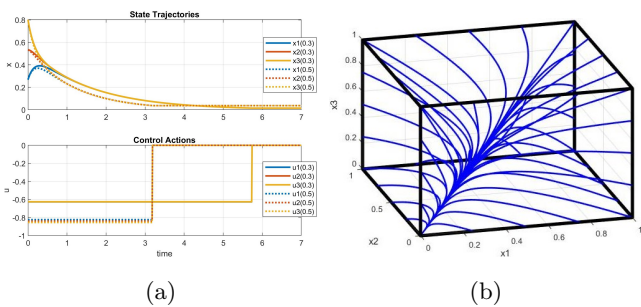 State Trajectories
0.8
0.6
0.4
0.2
0
x
0 1 2 3 4 5 6 7
x1(0.3)
x2(0.3)
x3(0.3)
x1(0.5)
x2(0.5)
x3(0.5)
Control Actions
0
-0.2
-0.4
-0.6
-0.8
-1
u
0 1 2 3 4 5 6 7
time
u1(0.3)
u2(0.3)
u3(0.3)
u1(0.5)
u2(0.5)
u3(0.5)
(a)
1
0.8
0.6
0.4
0.2
0
x3
1
0.5
0
x2
0 0.2 0.4 0.6 0.8 1
x1
(b)